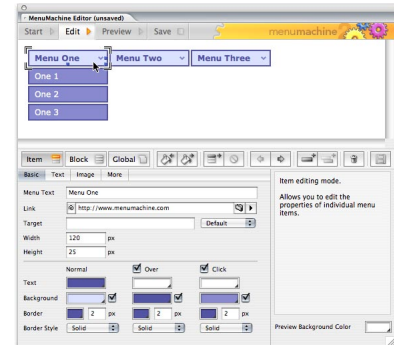 MenuMachine Editor (unsaved)
Start Edit Preview Save menumachine
Menu One Menu Two Menu Three
One 1
One 2
One 3
Item Block Global
Basic Text Image More
Menu Text Menu One
Link http://www.menumachine.com
Target Default
Width 120 px
Height 25 px
Normal Over Click
Text
Background
Border 2 px 2 px 2 px
Border Style Solid Solid Solid
Item editing mode.
Allows you to edit the
properties of individual menu
items.
Preview Background Color